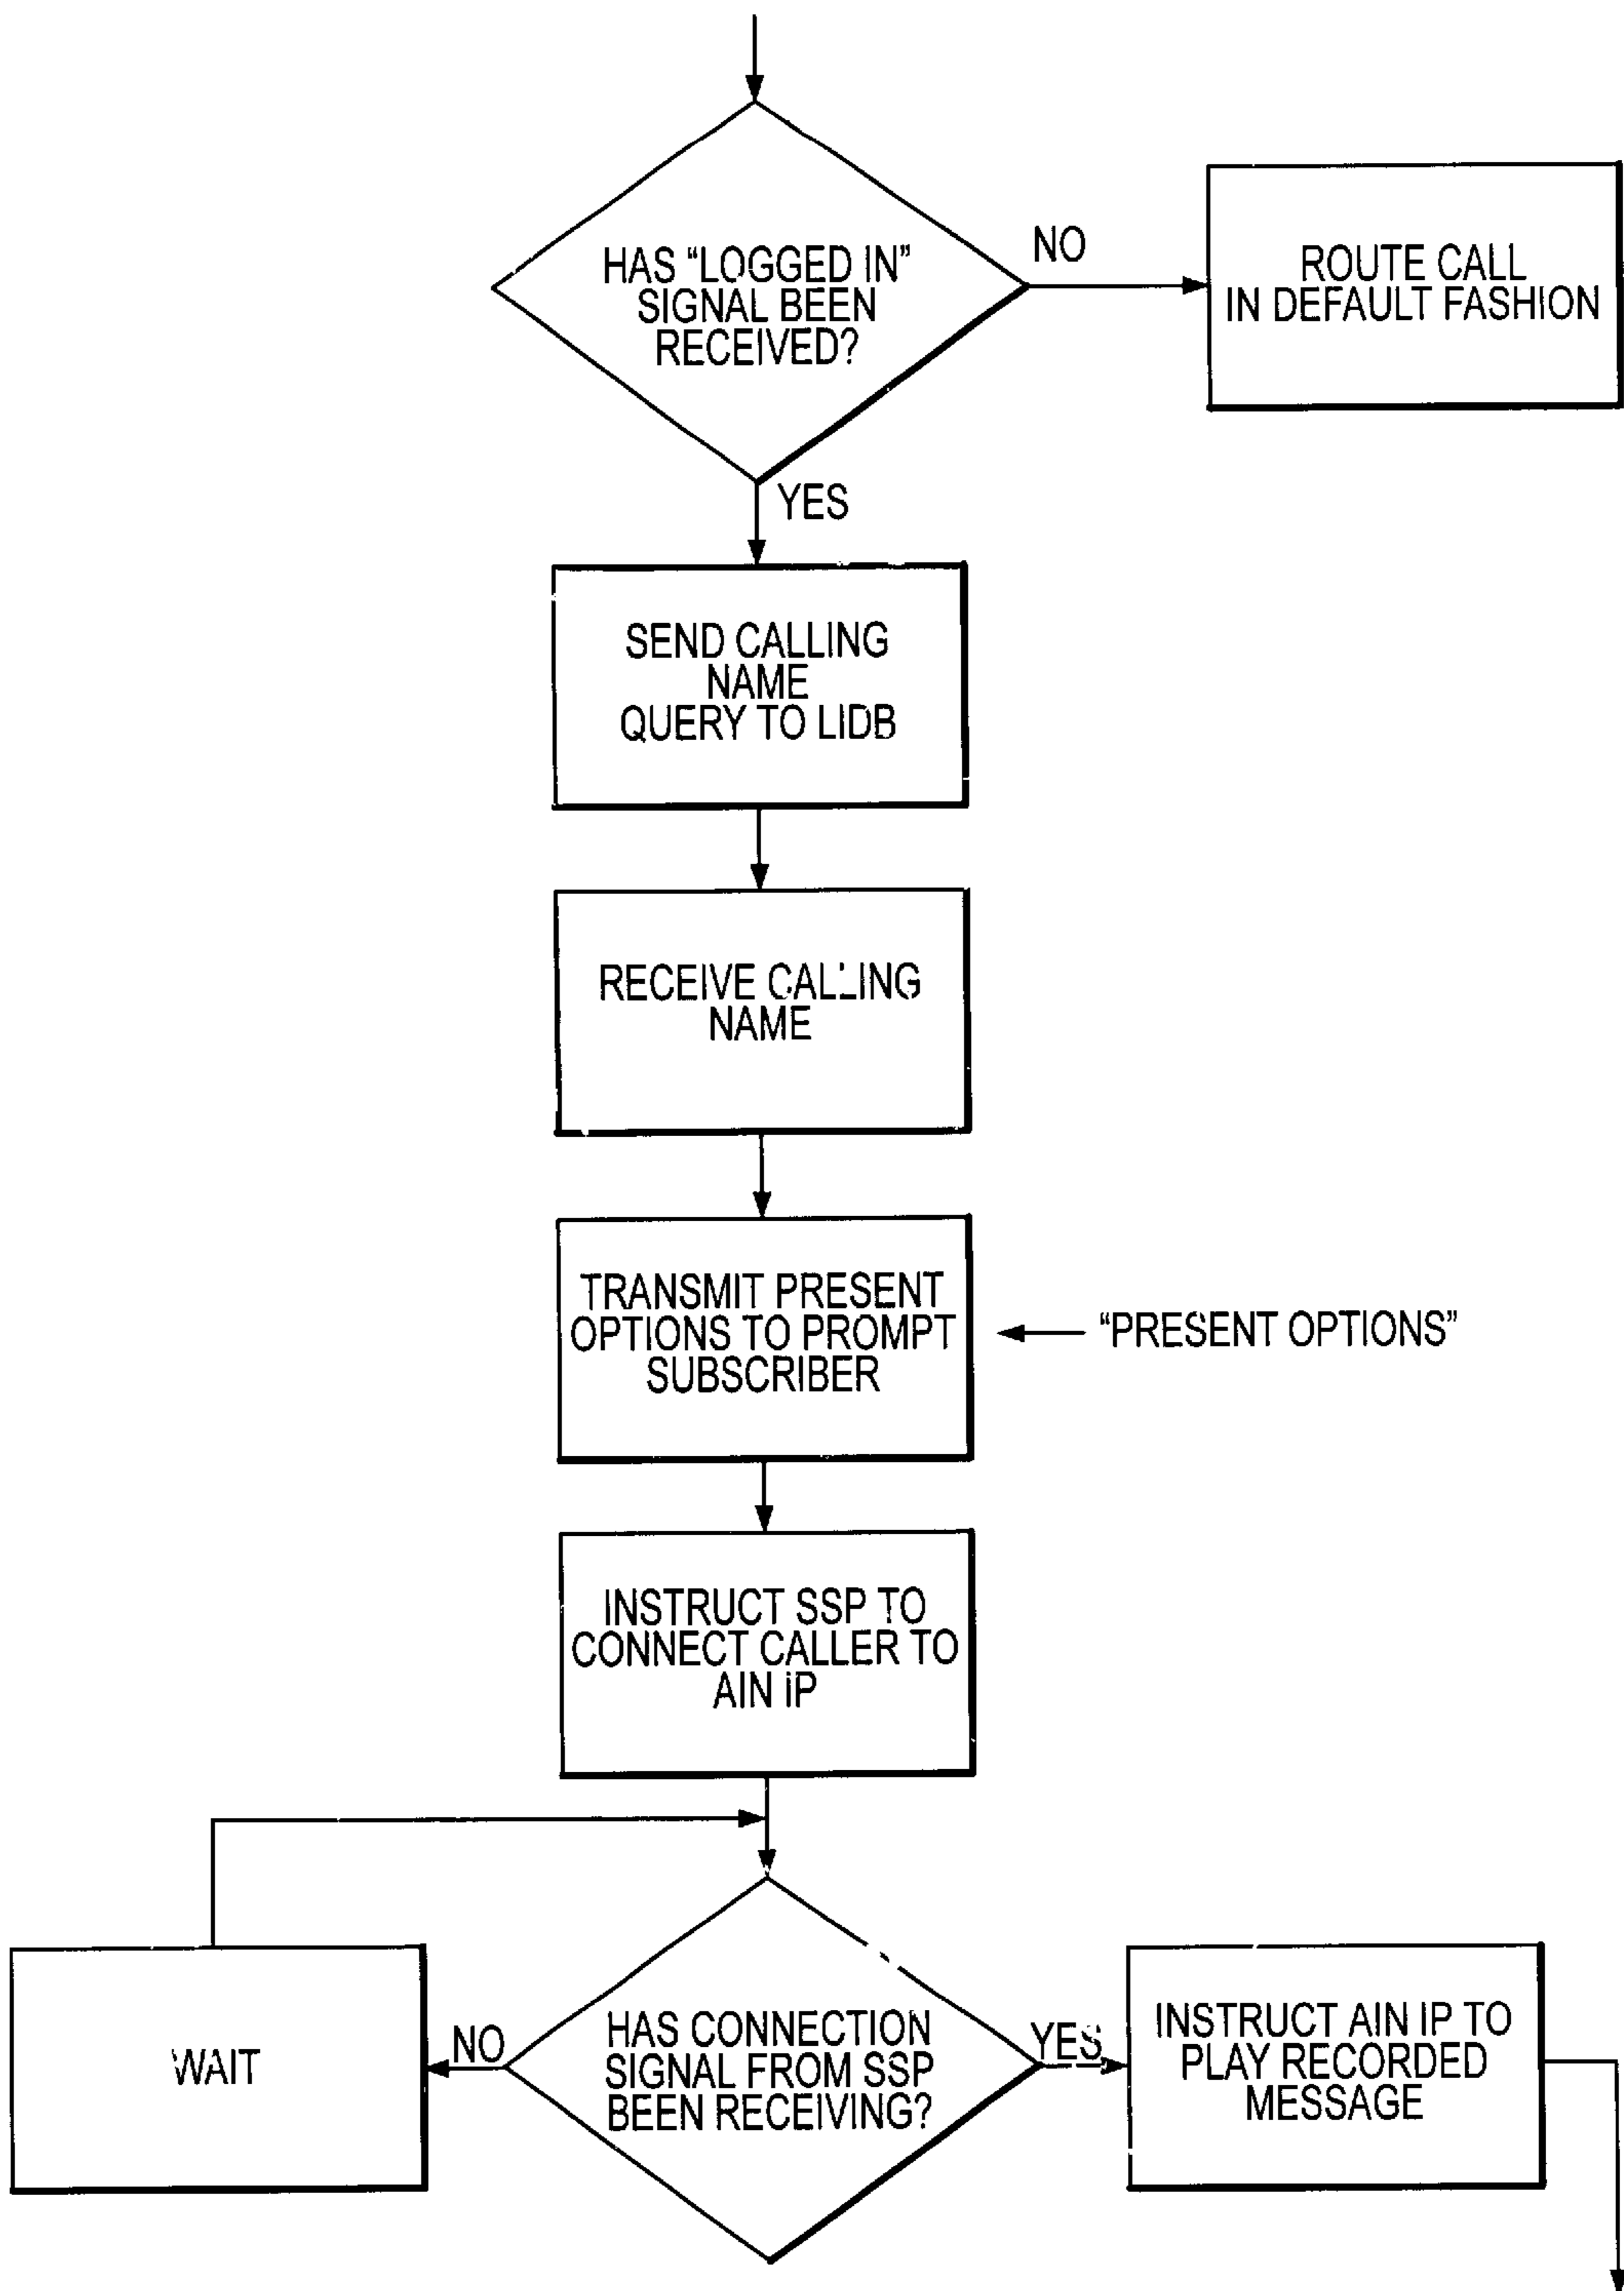 HAS “LOGGED IN”
SIGNAL BEEN
RECEIVED?
NO
ROUTE CALL
IN DEFAULT FASHION
YES
SEND CALLING
NAME
QUERY TO LIDB
RECEIVE CALLING
NAME
TRANSMIT PRESENT
OPTIONS TO PROMPT
SUBSCRIBER
“PRESENT OPTIONS”
INSTRUCT SSP TO
CONNECT CALLER TO
AIN IP
WAIT
NO
HAS CONNECTION
SIGNAL FROM SSP
BEEN RECEIVING?
YES
INSTRUCT AIN IP TO
PLAY RECORDED
MESSAGE